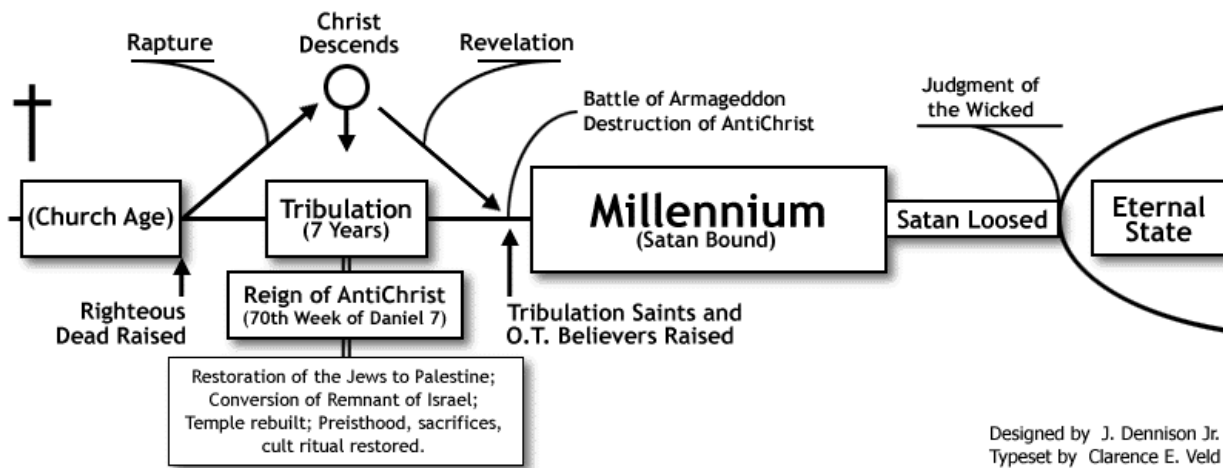 Rapture
Christ
Descends
Revelation
Battle of Armageddon
Destruction of AntiChrist
Judgment of
the Wicked
(Church Age)
Tribulation
(7 Years)
Millennium
(Satan Bound)
Satan Loosed
Eternal
State
Righteous
Dead Raised
Reign of AntiChrist
(70th Week of Daniel 7)
Tribulation Saints and
O.T. Believers Raised
Restoration of the Jews to Palestine;
Conversion of Remnant of Israel;
Temple rebuilt; Preisthood, sacrifices,
cult ritual restored.
Designed by J. Dennison Jr.
Typeset by Clarence E. Veld